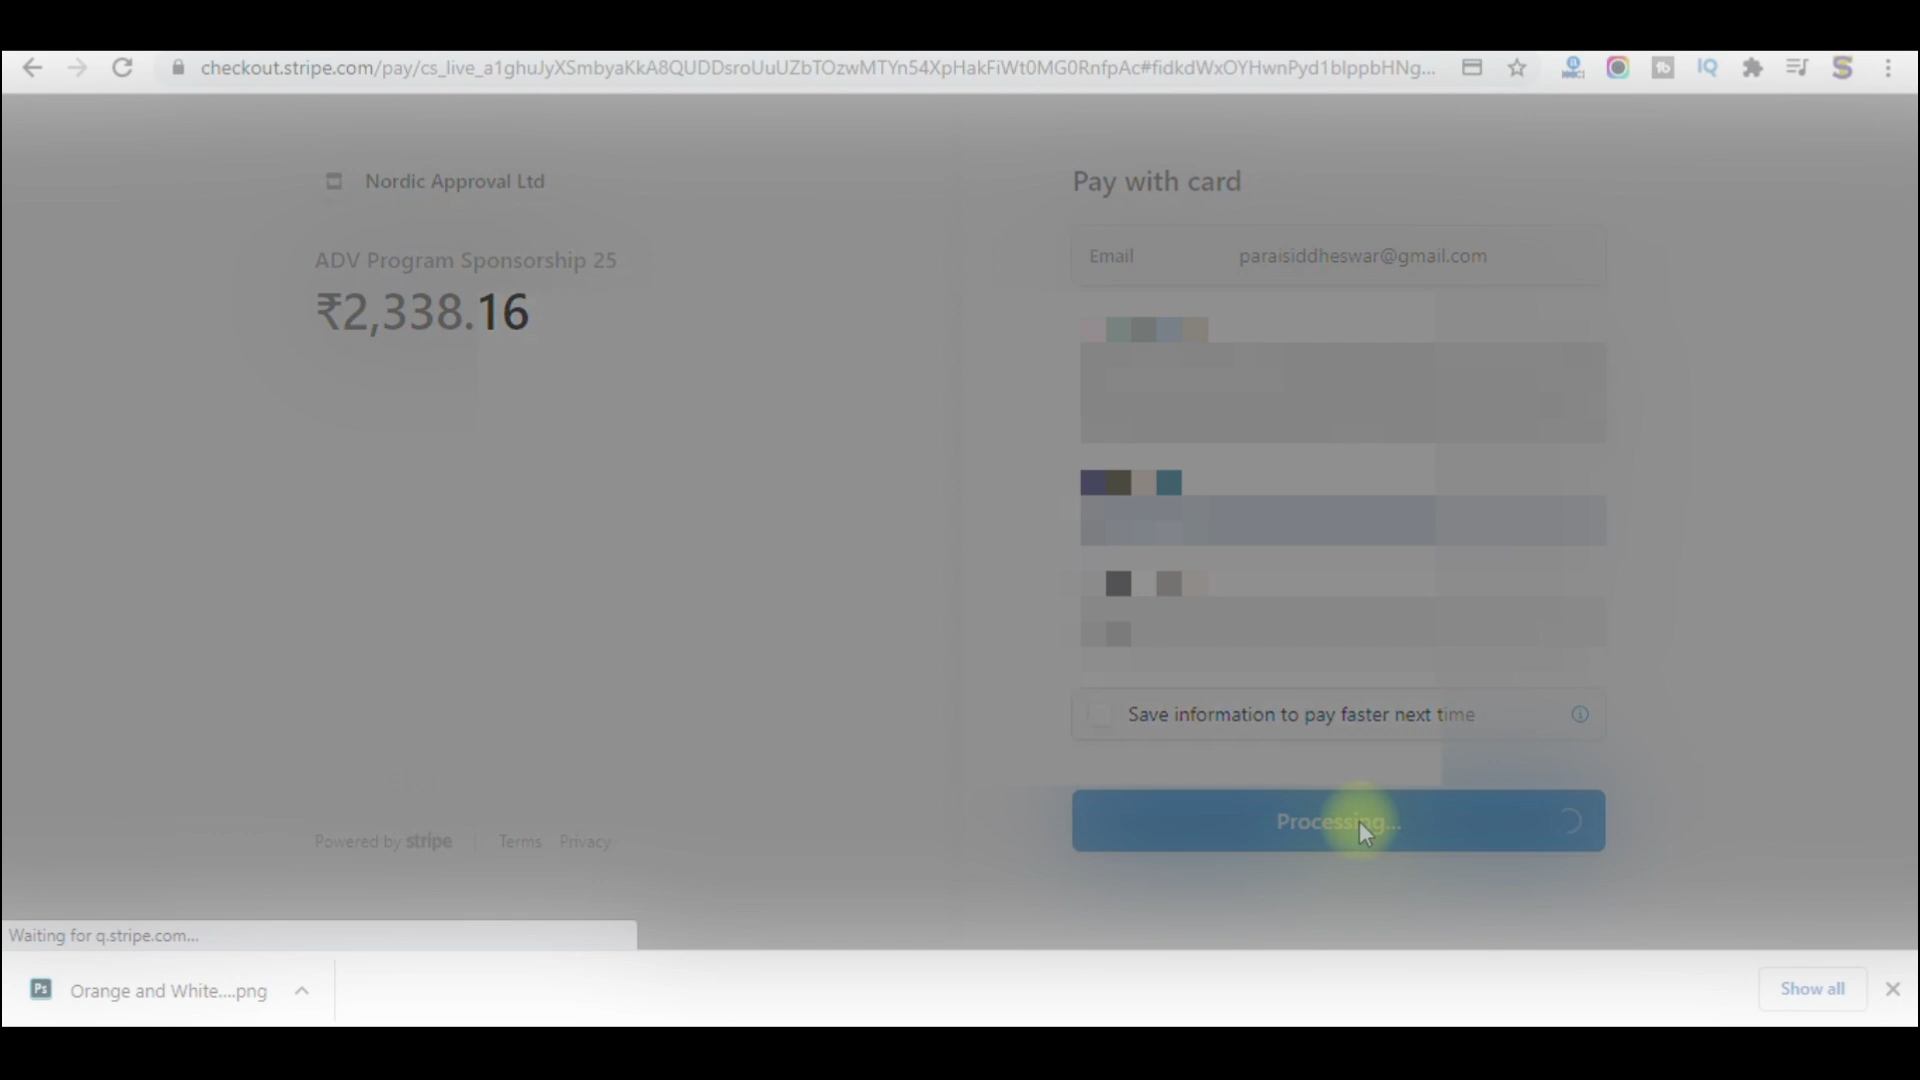 checkout.stripe.com/pay/cs_live_a1ghuJyXSmbyaKkA8QUDDsroUuUZbTOzwMTYn54XpHakFiWt0MG0RnfpAc#fidkdWxOYHwnPyd1blppbHNg...
Nordic Approval Ltd
ADV Program Sponsorship 25
₹2,338.16
Powered by stripe
Terms Privacy
Pay with card
Email paraisiddheswar@gmail.com
Save information to pay faster next time
Processing...
Waiting for q.stripe.com...
Ps Orange and White....png
Show all